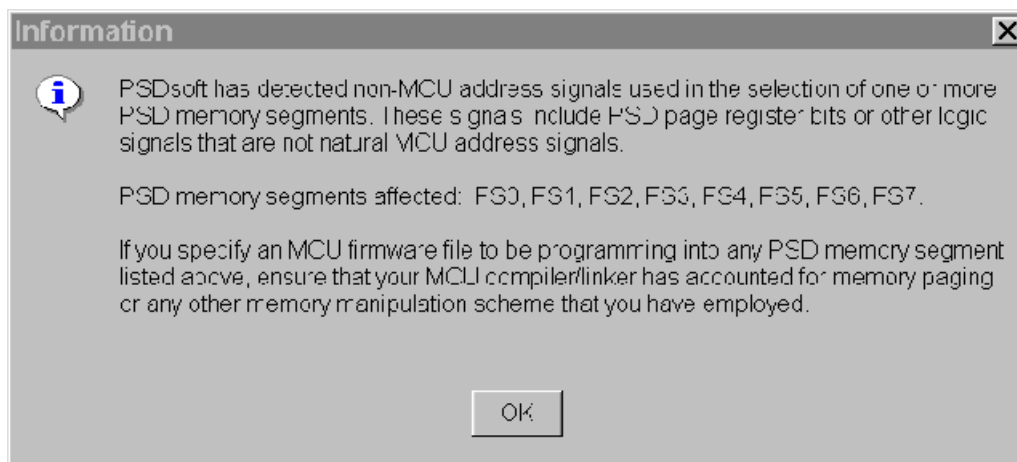 Information
PSDsoft has detected non-MCU address signals used in the selection of one or more
PSD memory segments. These signals include PSD page register bits or other logic
signals that are not natural MCU address signals.
PSD memory segments affected: FS0, FS1, FS2, FS3, FS4, FS5, FS6, FS7.
If you specify an MCU firmware file to be programming into any PSD memory segment
listed above, ensure that your MCU compiler/linker has accounted for memory paging
or any other memory manipulation scheme that you have employed.
OK